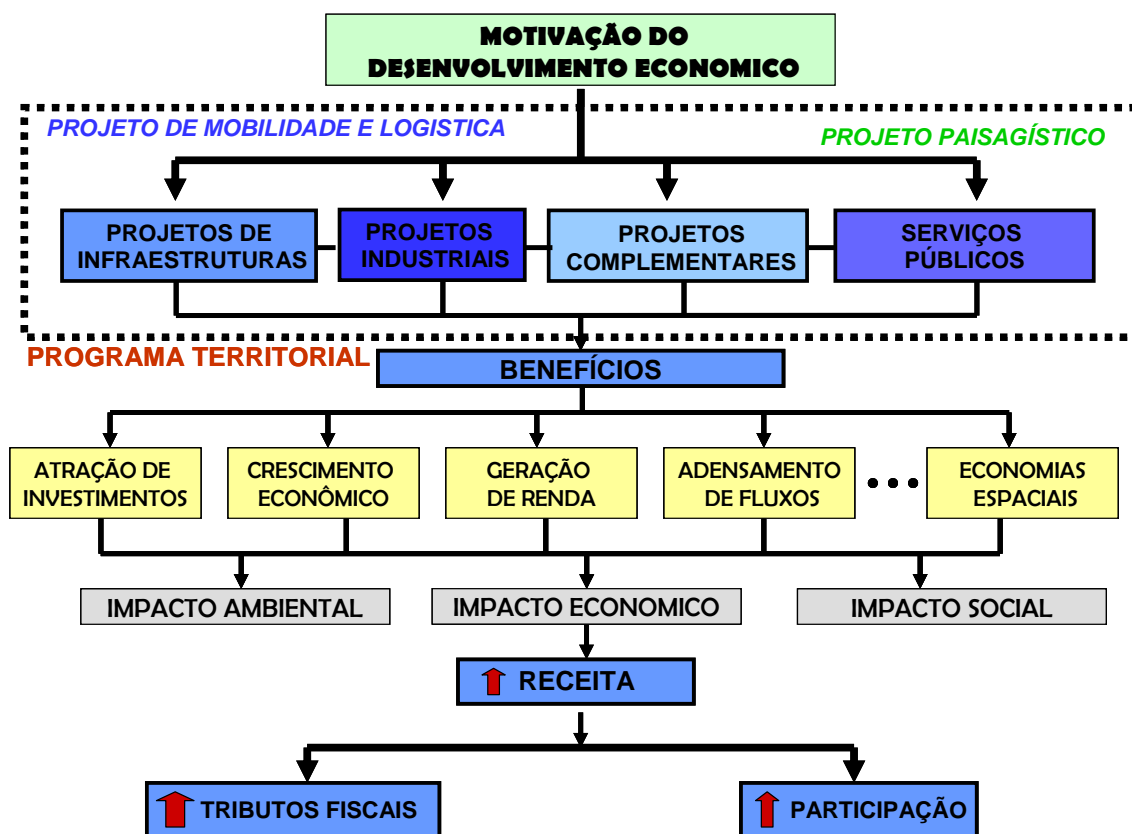 MOTIVAÇÃO DO
DESENVOLVIMENTO ECONOMICO
PROJETO DE MOBILIDADE E LOGISTICA
PROJETO PAISAGÍSTICO
PROJETOS DE
INFRAESTRUTURAS
PROJETOS
INDUSTRIAIS
PROJETOS
COMPLEMENTARES
SERVIÇOS
PÚBLICOS
PROGRAMA TERRITORIAL
BENEFÍCIOS
ATRAÇÃO DE
INVESTIMENTOS
CRESCIMENTO
ECONÔMICO
GERAÇÃO
DE RENDA
ADENSAMENTO
DE FLUXOS
ECONOMIAS
ESPACIAIS
IMPACTO AMBIENTAL
IMPACTO ECONOMICO
IMPACTO SOCIAL
RECEITA
TRIBUTOS FISCAIS
PARTICIPAÇÃO